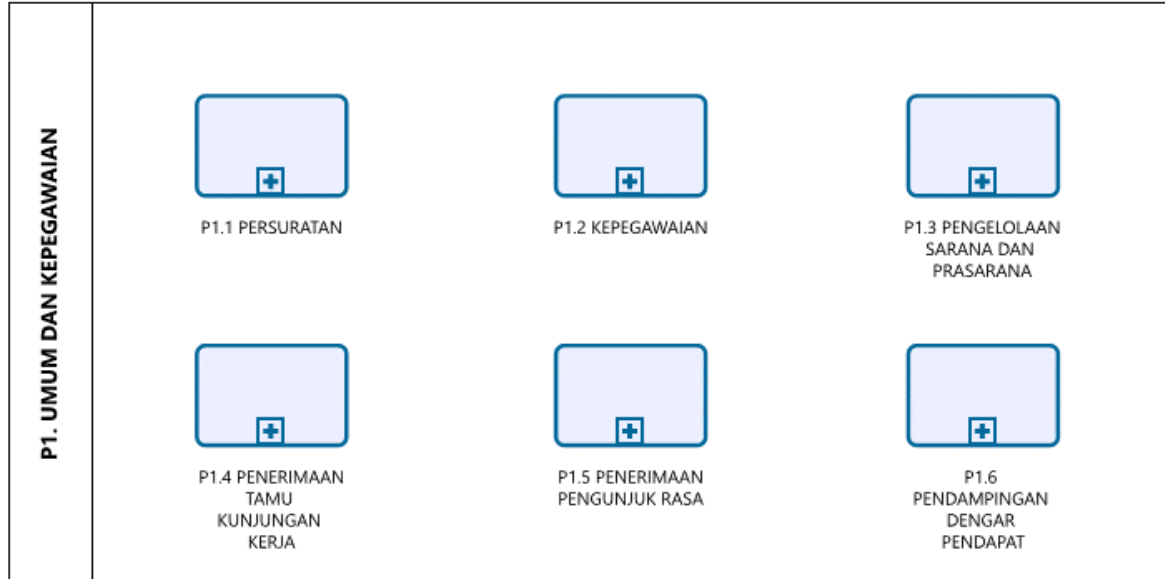 P1. UMUM DAN KEPEGAWAIAN
P1.1 PERSURATAN
P1.2 KEPEGAWAIAN
P1.3 PENGELOLAAN
SARANA DAN
PRASARANA
P1.4 PENERIMAAN
TAMU
KUNJUNGAN
KERJA
P1.5 PENERIMAAN
PENGUNJUK RASA
P1.6
PENDAMPINGAN
DENGAR
PENDAPAT